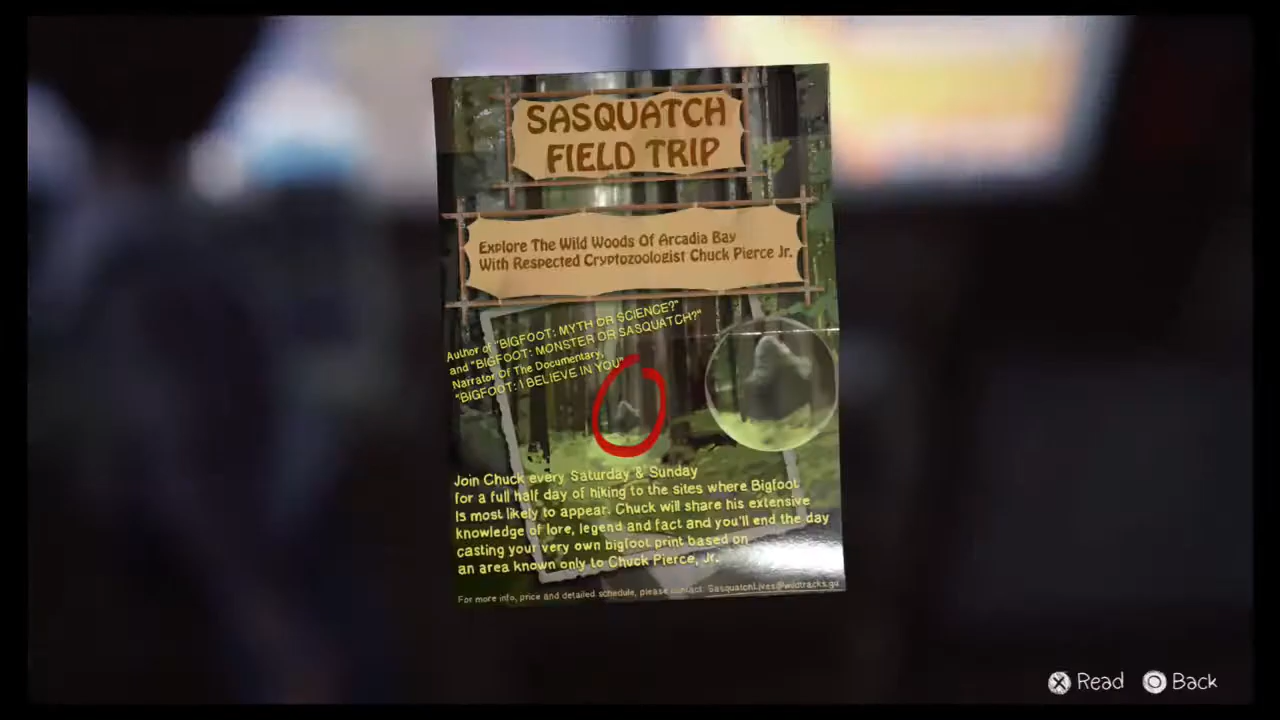 SASQUATCH
FIELD TRIP
Explore The Wild Woods Of Arcadia Bay
With Respected Cryptozoologist Chuck Pierce Jr.
Author of "BIGFOOT: MYTH OR SCIENCE?"
and "BIGFOOT: MONSTER OR SASQUATCH?"
Narrator Of The Documentary,
"BIGFOOT: I BELIEVE IN YOU"
Join Chuck every Saturday & Sunday
for a full half day of hiking to the sites where Bigfoot
Is most likely to appear. Chuck will share his extensive
knowledge of lore, legend and fact and you'll end the day
casting your very own bigfoot print based on
an area known only to Chuck Pierce, Jr.
For more info, price and detailed schedule, please contact: SasquatchLives@wildtracks.gu
Read
Back